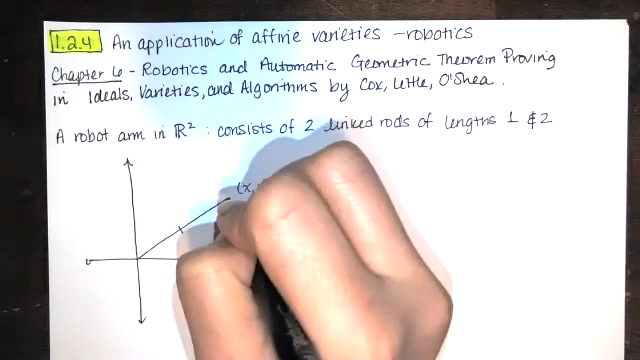 1.2.4 An application of affine varieties - robotics
Chapter 6 - Robotics and Automatic Geometric Theorem Proving
in Ideals, Varieties, and Algorithms by Cox, Little, O'Shea.
A robot arm in ℝ² : consists of 2 linked rods of lengths 1 & 2
(x,